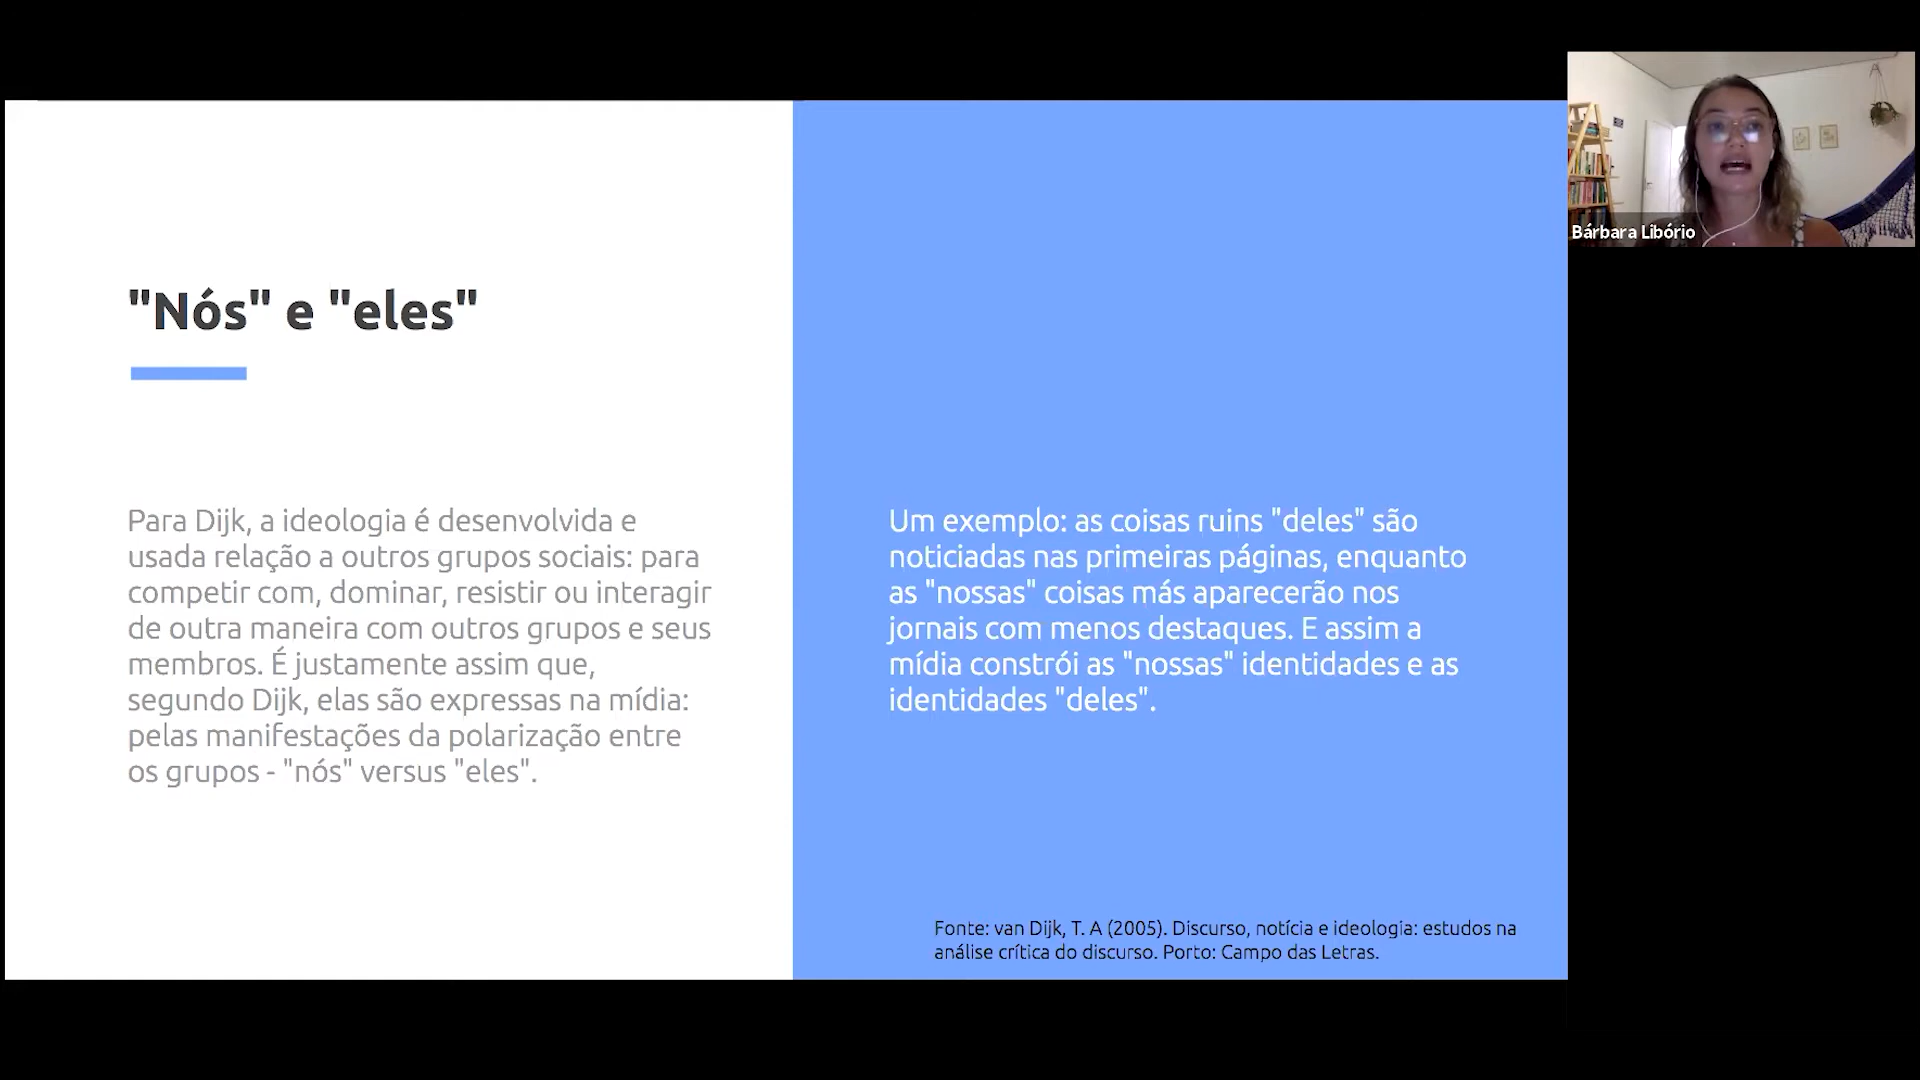 "Nós" e "eles"
Para Dijk, a ideologia é desenvolvida e
usada relação a outros grupos sociais: para
competir com, dominar, resistir ou interagir
de outra maneira com outros grupos e seus
membros. É justamente assim que,
segundo Dijk, elas são expressas na mídia:
pelas manifestações da polarização entre
os grupos - "nós" versus "eles".
Um exemplo: as coisas ruins "deles" são
noticiadas nas primeiras páginas, enquanto
as "nossas" coisas más aparecerão nos
jornais com menos destaques. E assim a
mídia constrói as "nossas" identidades e as
identidades "deles".
Fonte: van Dijk, T. A (2005). Discurso, notícia e ideologia: estudos na
análise crítica do discurso. Porto: Campo das Letras.
Bárbara Libório